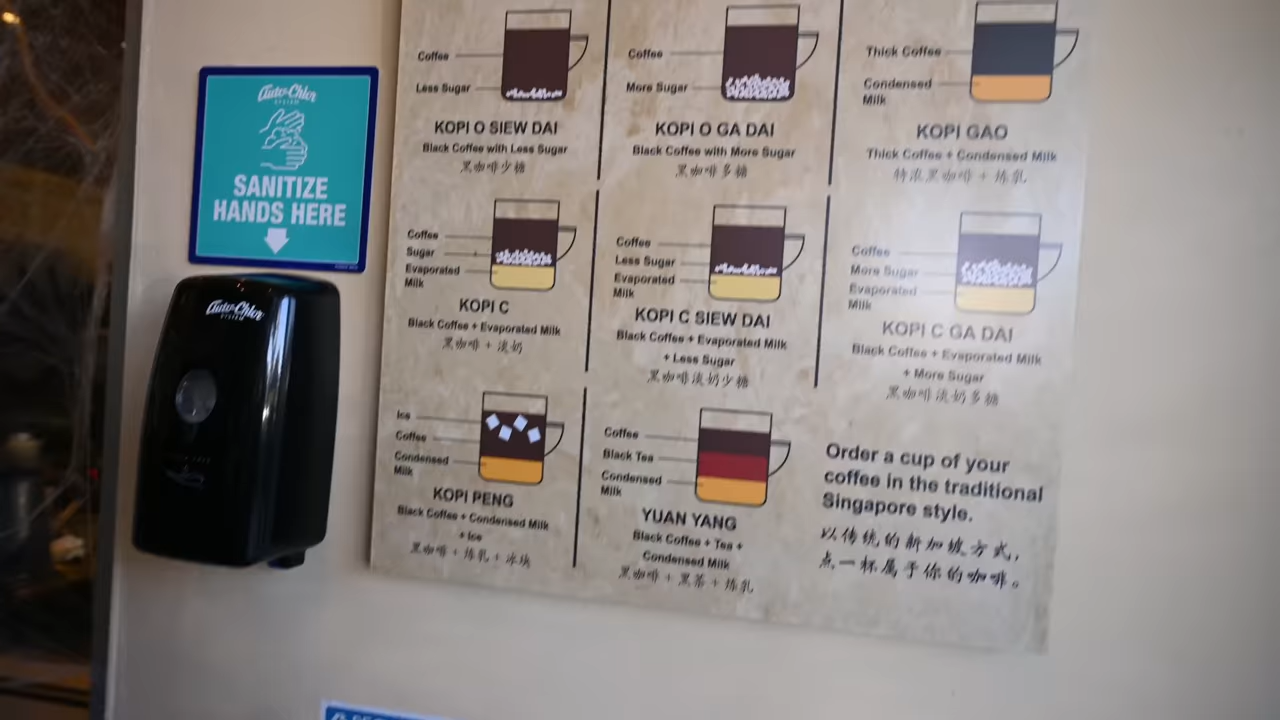 Auto-Chlor
SYSTEM
SANITIZE
HANDS HERE
Auto-Chlor
SYSTEM
Coffee
Less Sugar
KOPI O SIEW DAI
Black Coffee with Less Sugar
黑咖啡少糖
Coffee
More Sugar
KOPI O GA DAI
Black Coffee with More Sugar
黑咖啡多糖
Thick Coffee
Condensed
Milk
KOPI GAO
Thick Coffee + Condensed Milk
特浓黑咖啡 + 炼乳
Coffee
Sugar
Evaporated
Milk
KOPI C
Black Coffee + Evaporated Milk
黑咖啡 + 淡奶
Coffee
Less Sugar
Evaporated
Milk
KOPI C SIEW DAI
Black Coffee + Evaporated Milk
+ Less Sugar
黑咖啡淡奶少糖
Coffee
More Sugar
Evaporated
Milk
KOPI C GA DAI
Black Coffee + Evaporated Milk
+ More Sugar
黑咖啡淡奶多糖
Ice
Coffee
Condensed
Milk
KOPI PENG
Black Coffee + Condensed Milk
+ Ice
黑咖啡 + 炼乳 + 冰块
Coffee
Black Tea
Condensed
Milk
YUAN YANG
Black Coffee + Tea +
Condensed Milk
黑咖啡 + 黑茶 + 炼乳
Order a cup of your
coffee in the traditional
Singapore style.
以传统的新加坡方式,
点一杯属于你的咖啡。